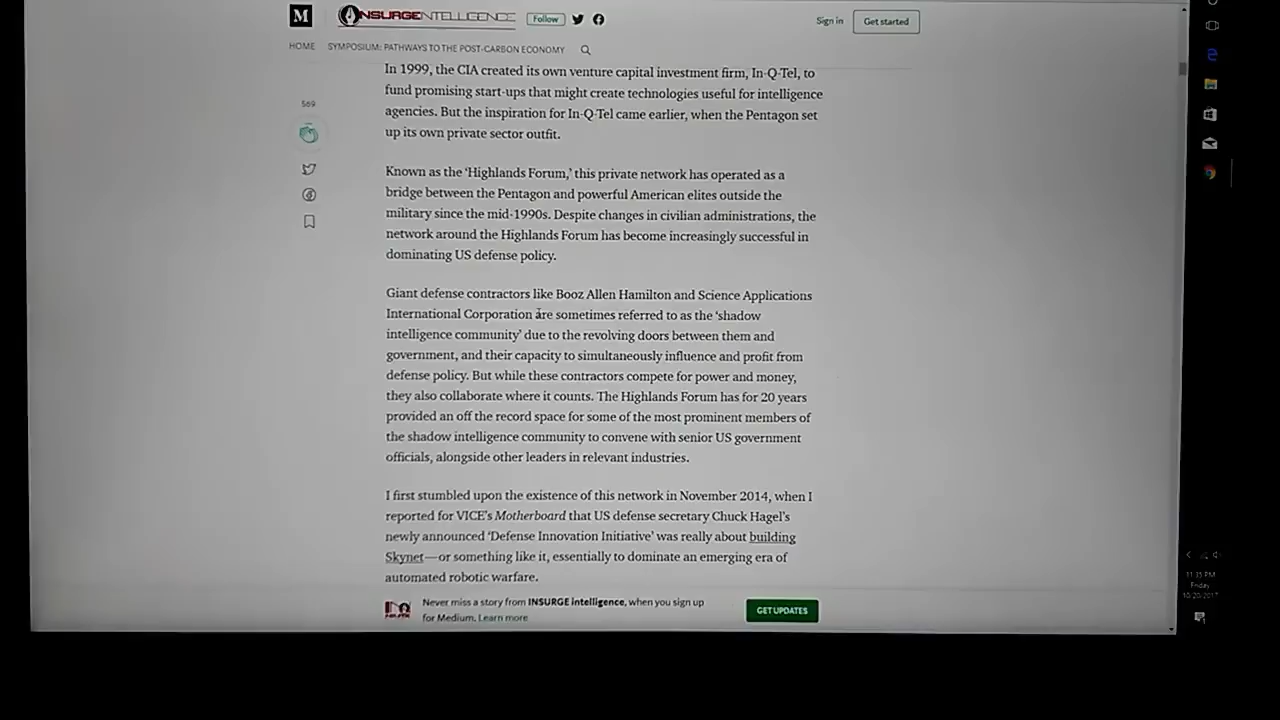 M
INSURGE INTELLIGENCE
Follow
Sign in
Get started
HOME
SYMPOSIUM: PATHWAYS TO THE POST-CARBON ECONOMY
In 1999, the CIA created its own venture capital investment firm, In-Q-Tel, to
fund promising start-ups that might create technologies useful for intelligence
agencies. But the inspiration for In-Q-Tel came earlier, when the Pentagon set
up its own private sector outfit.
569
Known as the ‘Highlands Forum,’ this private network has operated as a
bridge between the Pentagon and powerful American elites outside the
military since the mid-1990s. Despite changes in civilian administrations, the
network around the Highlands Forum has become increasingly successful in
dominating US defense policy.
Giant defense contractors like Booz Allen Hamilton and Science Applications
International Corporation are sometimes referred to as the ‘shadow
intelligence community’ due to the revolving doors between them and
government, and their capacity to simultaneously influence and profit from
defense policy. But while these contractors compete for power and money,
they also collaborate where it counts. The Highlands Forum has for 20 years
provided an off the record space for some of the most prominent members of
the shadow intelligence community to convene with senior US government
officials, alongside other leaders in relevant industries.
I first stumbled upon the existence of this network in November 2014, when I
reported for VICE’s Motherboard that US defense secretary Chuck Hagel’s
newly announced ‘Defense Innovation Initiative’ was really about building
Skynet—or something like it, essentially to dominate an emerging era of
automated robotic warfare.
Never miss a story from INSURGE intelligence, when you sign up
for Medium. Learn more
GET UPDATES
11:35 PM
Friday
10/20/2017